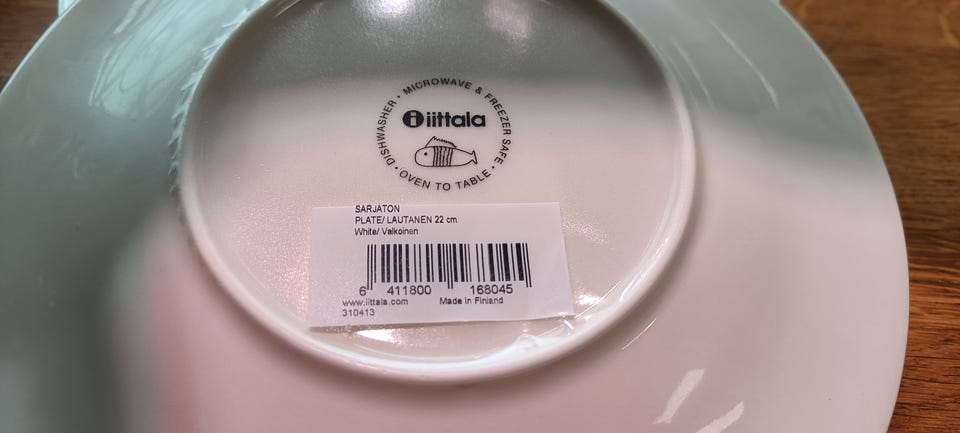 DISHWASHER · MICROWAVE & FREEZER SAFE ·
iittala
OVEN TO TABLE ·
SARJATON
PLATE/ LAUTANEN 22 cm
White/ Valkoinen
6 411800 168045
www.iittala.com Made in Finland
310413